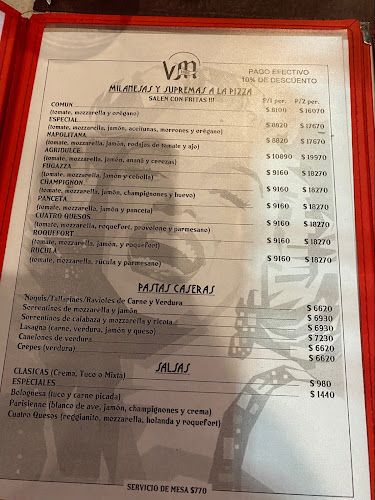 VM
PAGO EFECTIVO
10% DE DESCUENTO
MILANESAS Y SUPREMAS A LA PIZZA
SALEN CON FRITAS !!! P/1 per. P/2 per.
COMUN
(tomate, mozzarella y orégano) $ 8100 $ 16070
ESPECIAL
(tomate, mozzarella, jamón, aceitunas, morrones y orégano) $ 8820 $ 17670
NAPOLITANA
(tomate, mozzarella, jamón, rodajas de tomate y ajo) $ 8820 $ 17670
AGRIDULCE
(tomate, mozzarella, jamón, ananá y cerezas) $ 10890 $ 19970
FUGAZZA
(tomate, mozzarella, jamón y cebolla) $ 9160 $ 18270
CHAMPIGNON
(tomate, mozzarella, jamón, champignones y huevo) $ 9160 $ 18270
PANCETA
(tomate, mozzarella, jamón y panceta) $ 9160 $ 18270
CUATRO QUESOS
(tomate, mozzarella, roquefort, provolone y parmesano) $ 9160 $ 18270
ROQUEFORT
(tomate, mozzarella, jamón, y roquefort) $ 9160 $ 18270
RUCULA
(tomate, mozzarella, rúcula y parmesano) $ 9160 $ 18270
PASTAS CASERAS
Ñoquis/Tallarines/Ravioles de Carne y Verdura $ 6620
Sorrentinos de mozzarella y jamón $ 6930
Sorrentinos de calabaza y mozzarella y ricota $ 6930
Lasagna (carne, verdura, jamón y queso) $ 7230
Canelones de verdura $ 6620
Crepes (verdura) $ 6620
SALSAS
CLASICAS (Crema, Tuco o Mixta) $ 980
ESPECIALES $ 1440
Bolognesa (tuco y carne picada)
Parisienne (blanco de ave, jamón, champignones y crema)
Cuatro Quesos (reggianito, mozzarella, holanda y roquefort)
SERVICIO DE MESA $770